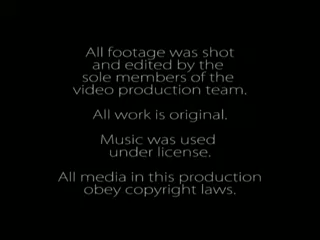 All footage was shot
and edited by the
sole members of the
video production team.
All work is original.
Music was used
under license.
All media in this production
obey copyright laws.